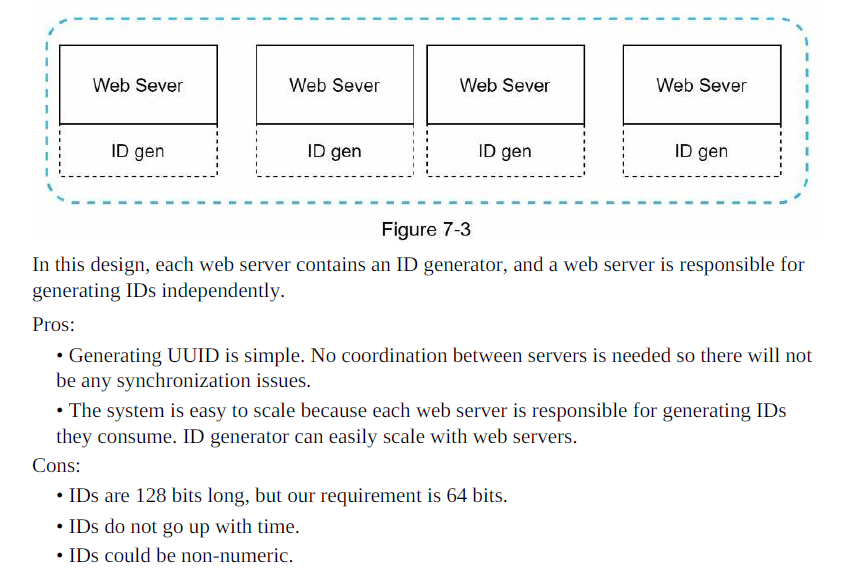 Web Sever Web Sever Web Sever Web Sever
ID gen ID gen ID gen ID gen
Figure 7-3
In this design, each web server contains an ID generator, and a web server is responsible for
generating IDs independently.
Pros:
• Generating UUID is simple. No coordination between servers is needed so there will not
be any synchronization issues.
• The system is easy to scale because each web server is responsible for generating IDs
they consume. ID generator can easily scale with web servers.
Cons:
• IDs are 128 bits long, but our requirement is 64 bits.
• IDs do not go up with time.
• IDs could be non-numeric.